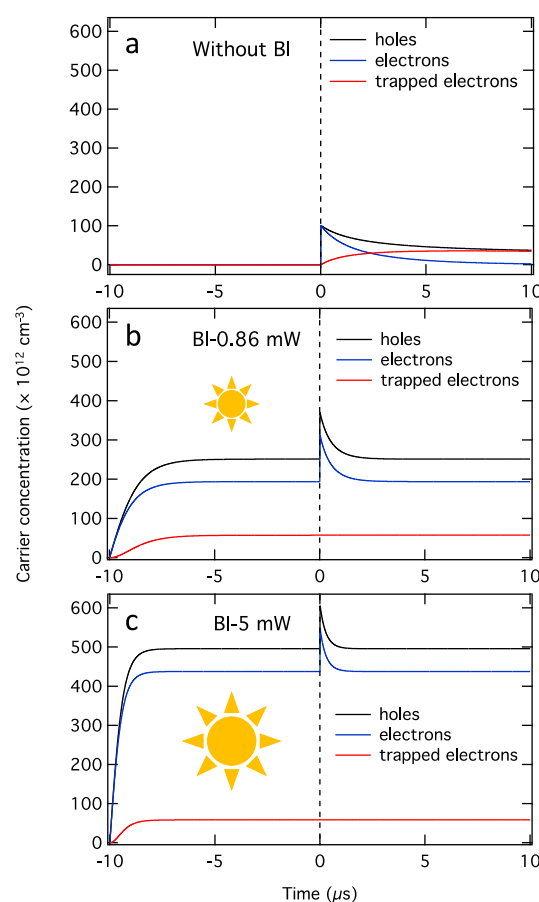 a
Without BI
holes
electrons
trapped electrons
600
500
400
300
200
100
0
-10
-5
0
5
10
b
BI-0.86 mW
holes
electrons
trapped electrons
600
500
400
300
200
100
0
-10
-5
0
5
10
c
BI-5 mW
holes
electrons
trapped electrons
600
500
400
300
200
100
0
-10
-5
0
5
10
Carrier concentration (× 10¹² cm⁻³)
Time (µs)